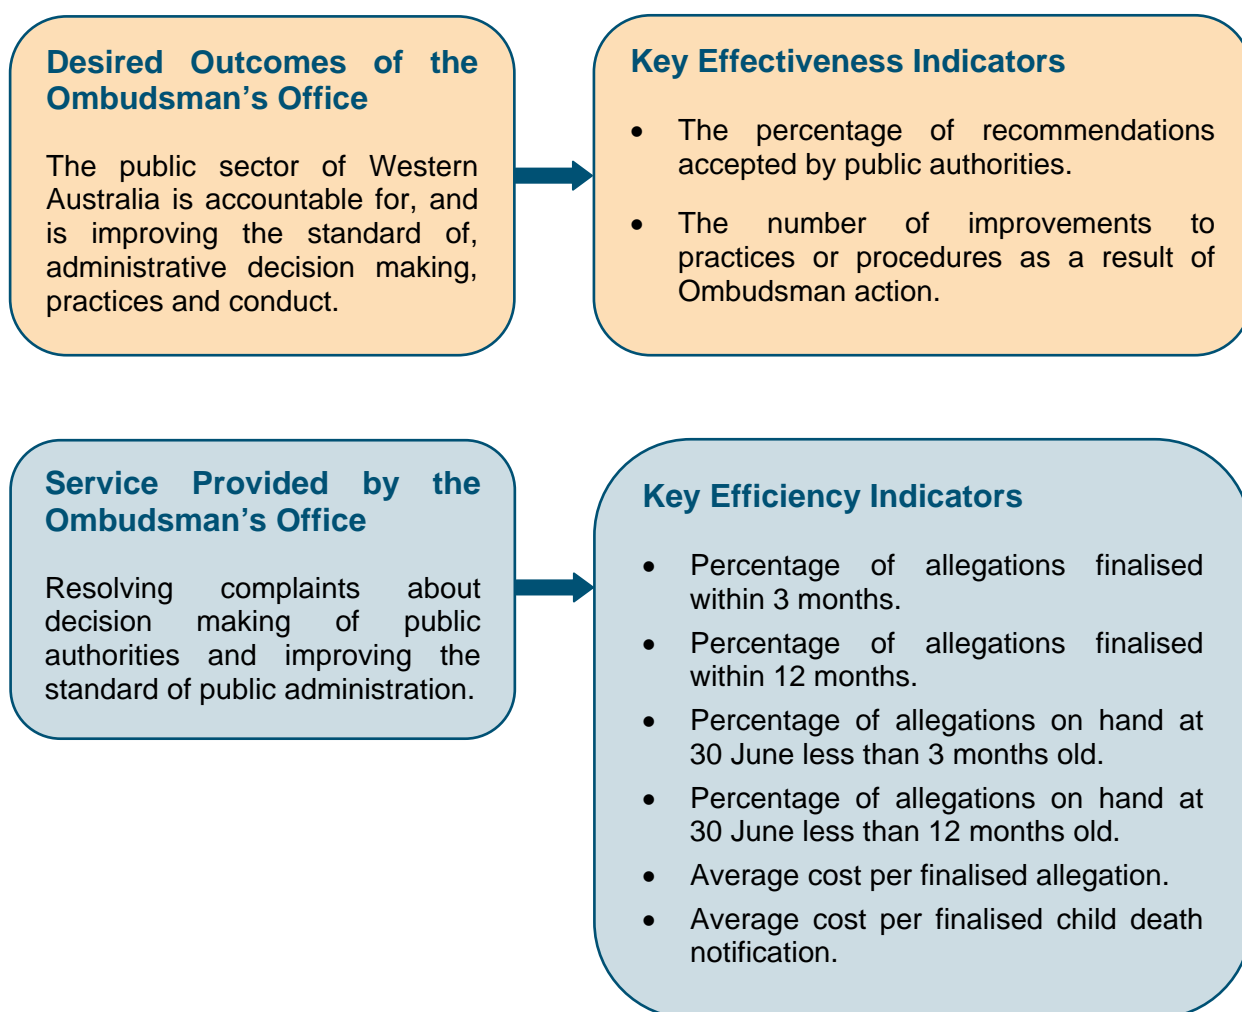 Desired Outcomes of the
Ombudsman’s Office
The public sector of Western
Australia is accountable for, and
is improving the standard of,
administrative decision making,
practices and conduct.
Key Effectiveness Indicators
• The percentage of recommendations
accepted by public authorities.
• The number of improvements to
practices or procedures as a result of
Ombudsman action.
Service Provided by the
Ombudsman’s Office
Resolving complaints about
decision making of public
authorities and improving the
standard of public administration.
Key Efficiency Indicators
• Percentage of allegations finalised
within 3 months.
• Percentage of allegations finalised
within 12 months.
• Percentage of allegations on hand at
30 June less than 3 months old.
• Percentage of allegations on hand at
30 June less than 12 months old.
• Average cost per finalised allegation.
• Average cost per finalised child death
notification.